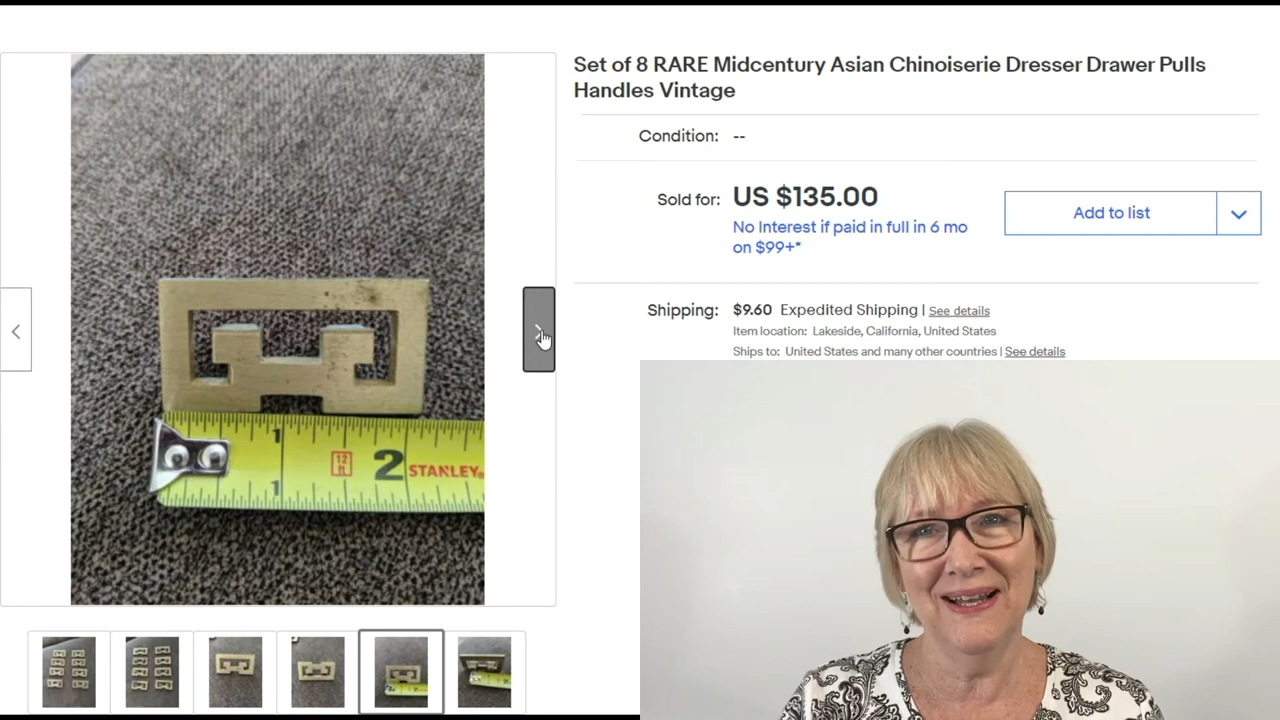 Set of 8 RARE Midcentury Asian Chinoiserie Dresser Drawer Pulls
Handles Vintage
Condition: --
Sold for: US $135.00
No Interest if paid in full in 6 mo
on $99+*
Add to list
Shipping: $9.60 Expedited Shipping | See details
Item location: Lakeside, California, United States
Ships to: United States and many other countries | See details
1
12
ft
2
STANLEY
1